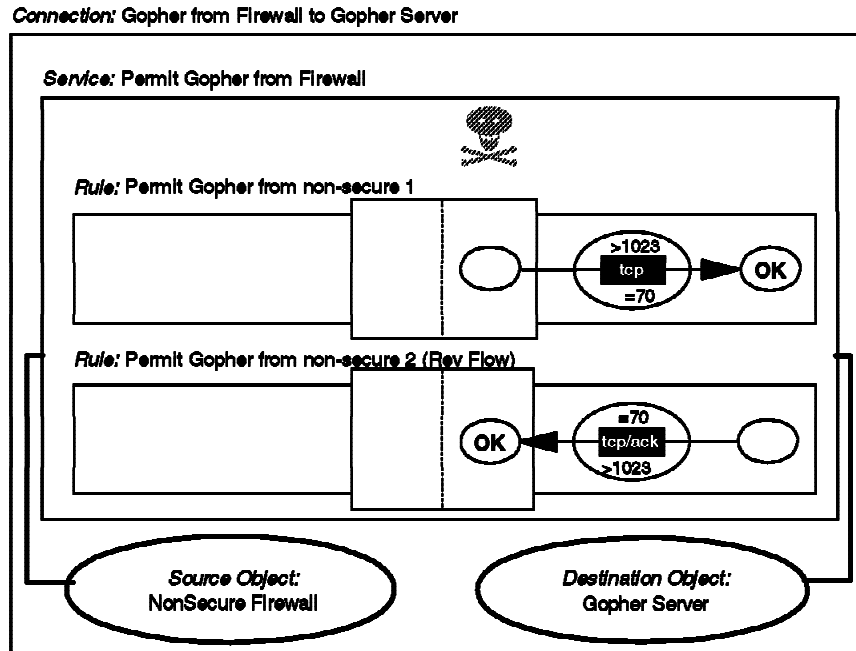 Connection: Gopher from Firewall to Gopher Server
Service: Permit Gopher from Firewall
Rule: Permit Gopher from non-secure 1
>1023
tcp
=70
OK
Rule: Permit Gopher from non-secure 2 (Rev Flow)
OK
=70
tcp/ack
>1023
Source Object:
NonSecure Firewall
Destination Object:
Gopher Server